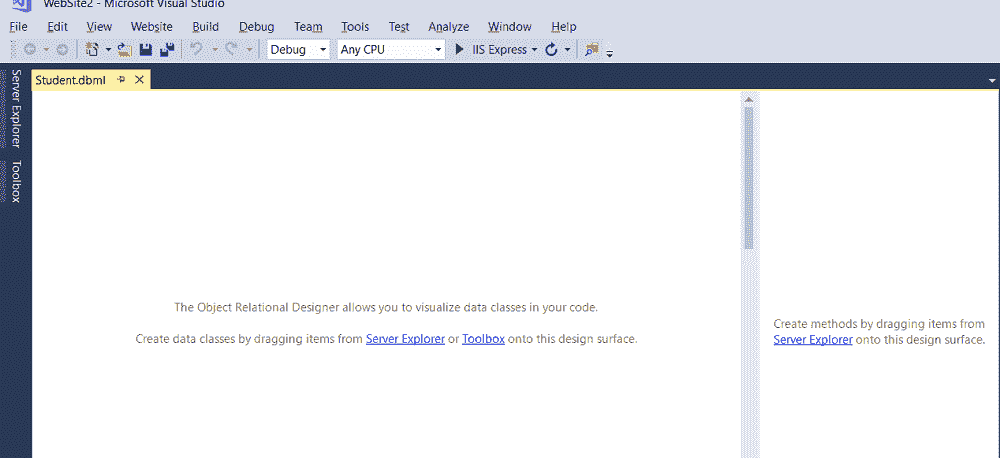 WebSite2 - Microsoft Visual Studio
File Edit View Website Build Debug Team Tools Test Analyze Window Help
Debug Any CPU IIS Express
Server Explorer
Toolbox
Student.dbml
The Object Relational Designer allows you to visualize data classes in your code.
Create data classes by dragging items from Server Explorer or Toolbox onto this design surface.
Create methods by dragging items from
Server Explorer onto this design surface.